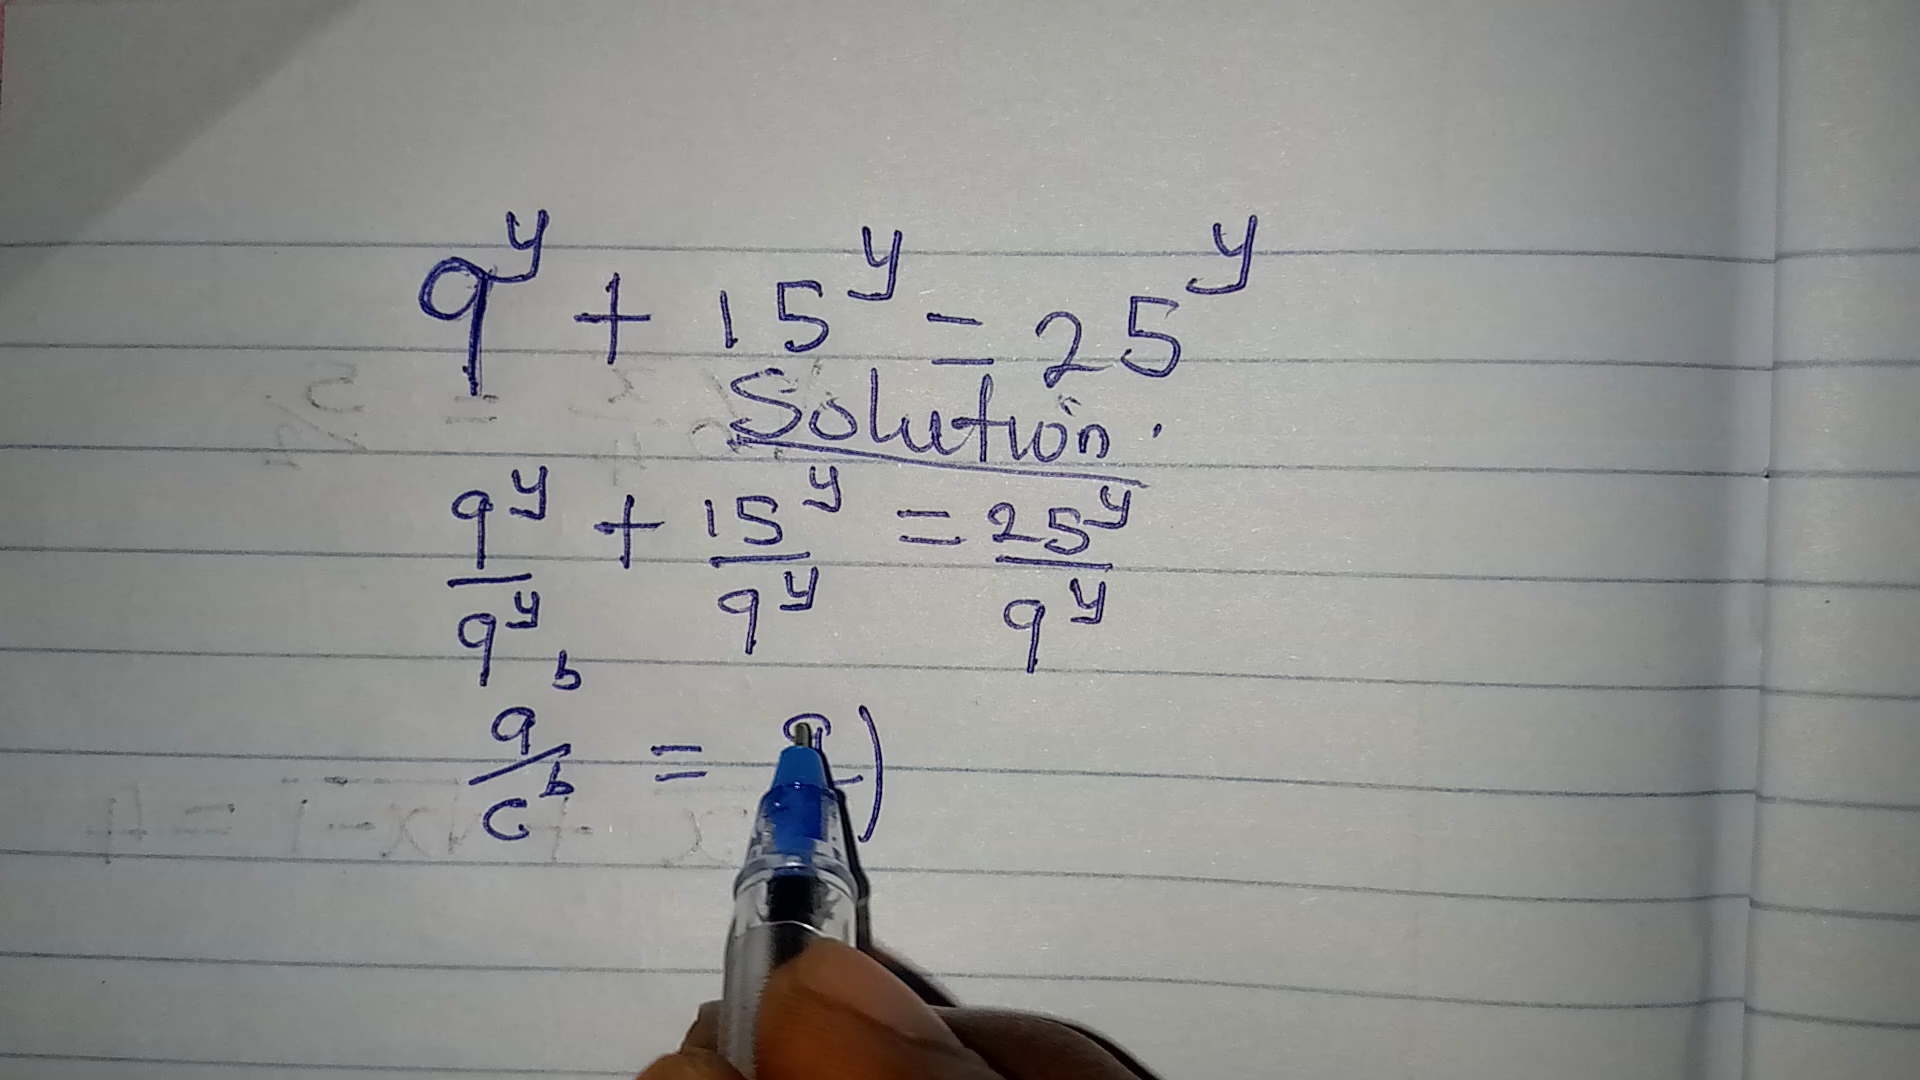 9^y + 15^y = 25^y
Solution.
9^y/9^y + 15^y/9^y = 25^y/9^y
a^b/c^b =    )